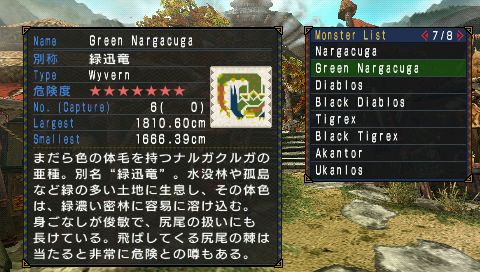 Name Green Nargacuga
別称 緑迅竜
Type Wyvern
危険度 ★★★★★★★
No. (Capture) 6( 0)
Largest 1810.60cm
Smallest 1666.39cm
まだら色の体毛を持つナルガクルガの
亜種。別名“緑迅竜”。水没林や孤島
など緑の多い土地に生息し、その体色
は、緑濃い密林に容易に溶け込む。
身ごなしが俊敏で、尻尾の扱いにも
長けている。飛ばしてくる尻尾の棘は
当たると非常に危険との噂もある。
Monster List 7/8
Nargacuga
Green Nargacuga
Diablos
Black Diablos
Tigrex
Black Tigrex
Akantor
Ukanlos